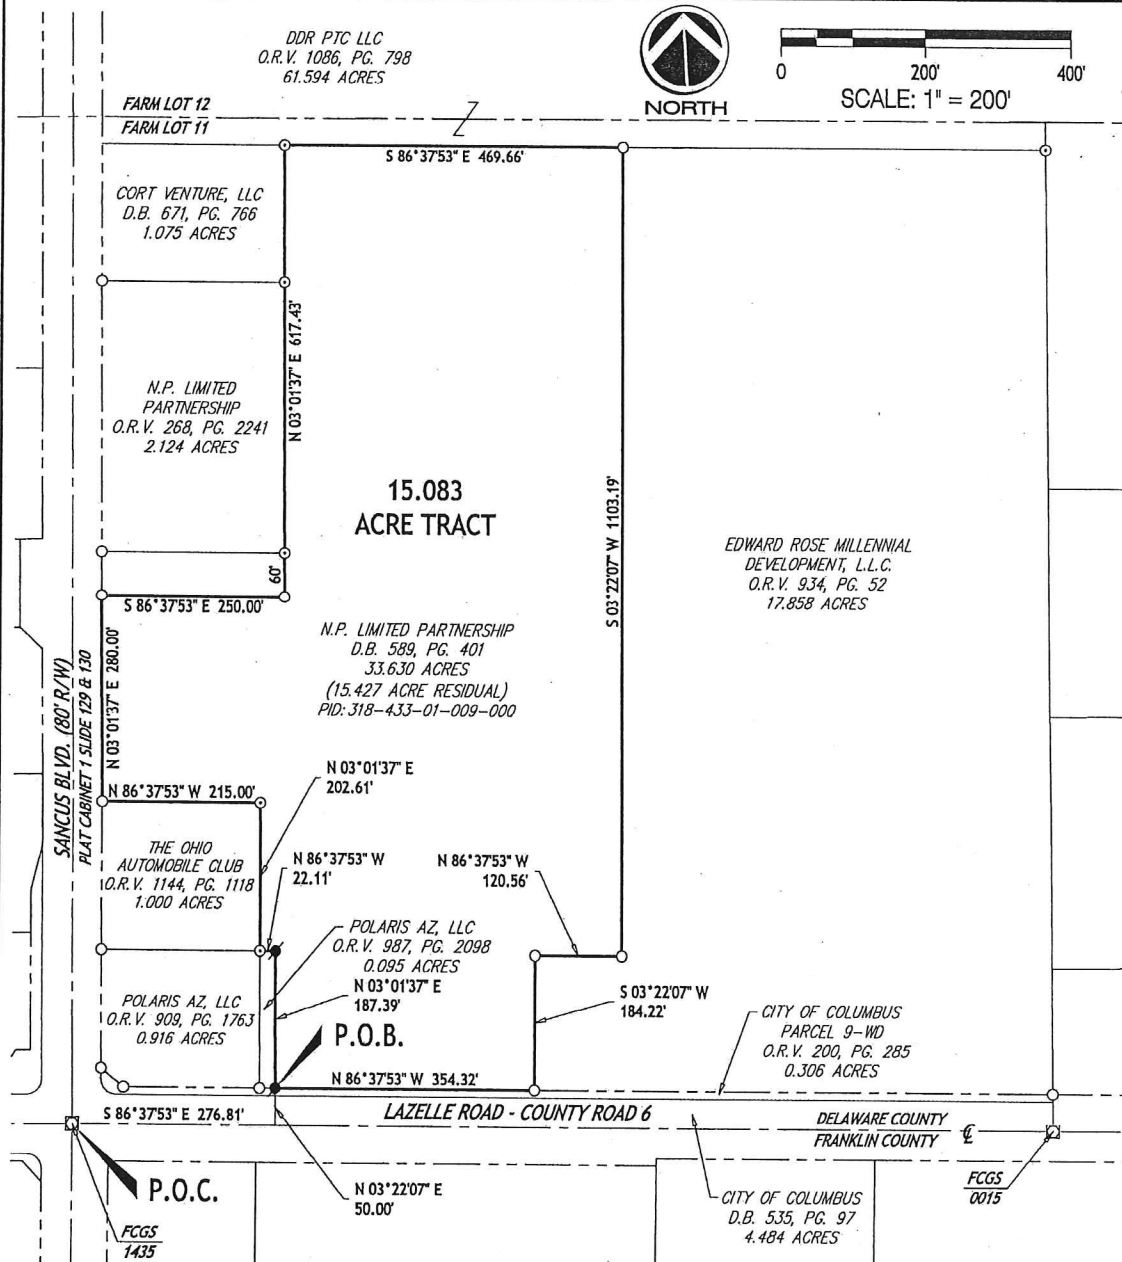 DDR PTC LLC
O.R.V. 1086, PG. 798
61.594 ACRES
NORTH
0 200' 400'
SCALE: 1" = 200'
FARM LOT 12
FARM LOT 11
S 86°37'53" E 469.66'
CORT VENTURE, LLC
D.B. 671, PG. 766
1.075 ACRES
N 03°01'37" E 617.43'
N.P. LIMITED
PARTNERSHIP
O.R.V. 268, PG. 2241
2.124 ACRES
15.083
ACRE TRACT
S 03°22'07" W 1103.19'
EDWARD ROSE MILLENNIAL
DEVELOPMENT, L.L.C.
O.R.V. 934, PG. 52
17.858 ACRES
60'
S 86°37'53" E 250.00'
N.P. LIMITED PARTNERSHIP
D.B. 589, PG. 401
33.630 ACRES
(15.427 ACRE RESIDUAL)
PID: 318-433-01-009-000
SANCUS BLVD. (80' R/W)
PLAT CABINET 1 SLIDE 129 & 130
N 03°01'37" E 280.00'
N 03°01'37" E
202.61'
N 86°37'53" W 215.00'
THE OHIO
AUTOMOBILE CLUB
O.R.V. 1144, PG. 1118
1.000 ACRES
N 86°37'53" W
22.11'
N 86°37'53" W
120.56'
POLARIS AZ, LLC
O.R.V. 987, PG. 2098
0.095 ACRES
N 03°01'37" E
187.39'
S 03°22'07" W
184.22'
POLARIS AZ, LLC
O.R.V. 909, PG. 1763
0.916 ACRES
P.O.B.
CITY OF COLUMBUS
PARCEL 9-WD
O.R.V. 200, PG. 285
0.306 ACRES
N 86°37'53" W 354.32'
S 86°37'53" E 276.81'
LAZELLE ROAD - COUNTY ROAD 6
DELAWARE COUNTY
FRANKLIN COUNTY ℄
P.O.C.
N 03°22'07" E
50.00'
FCGS
1435
CITY OF COLUMBUS
D.B. 535, PG. 97
4.484 ACRES
FCGS
0015